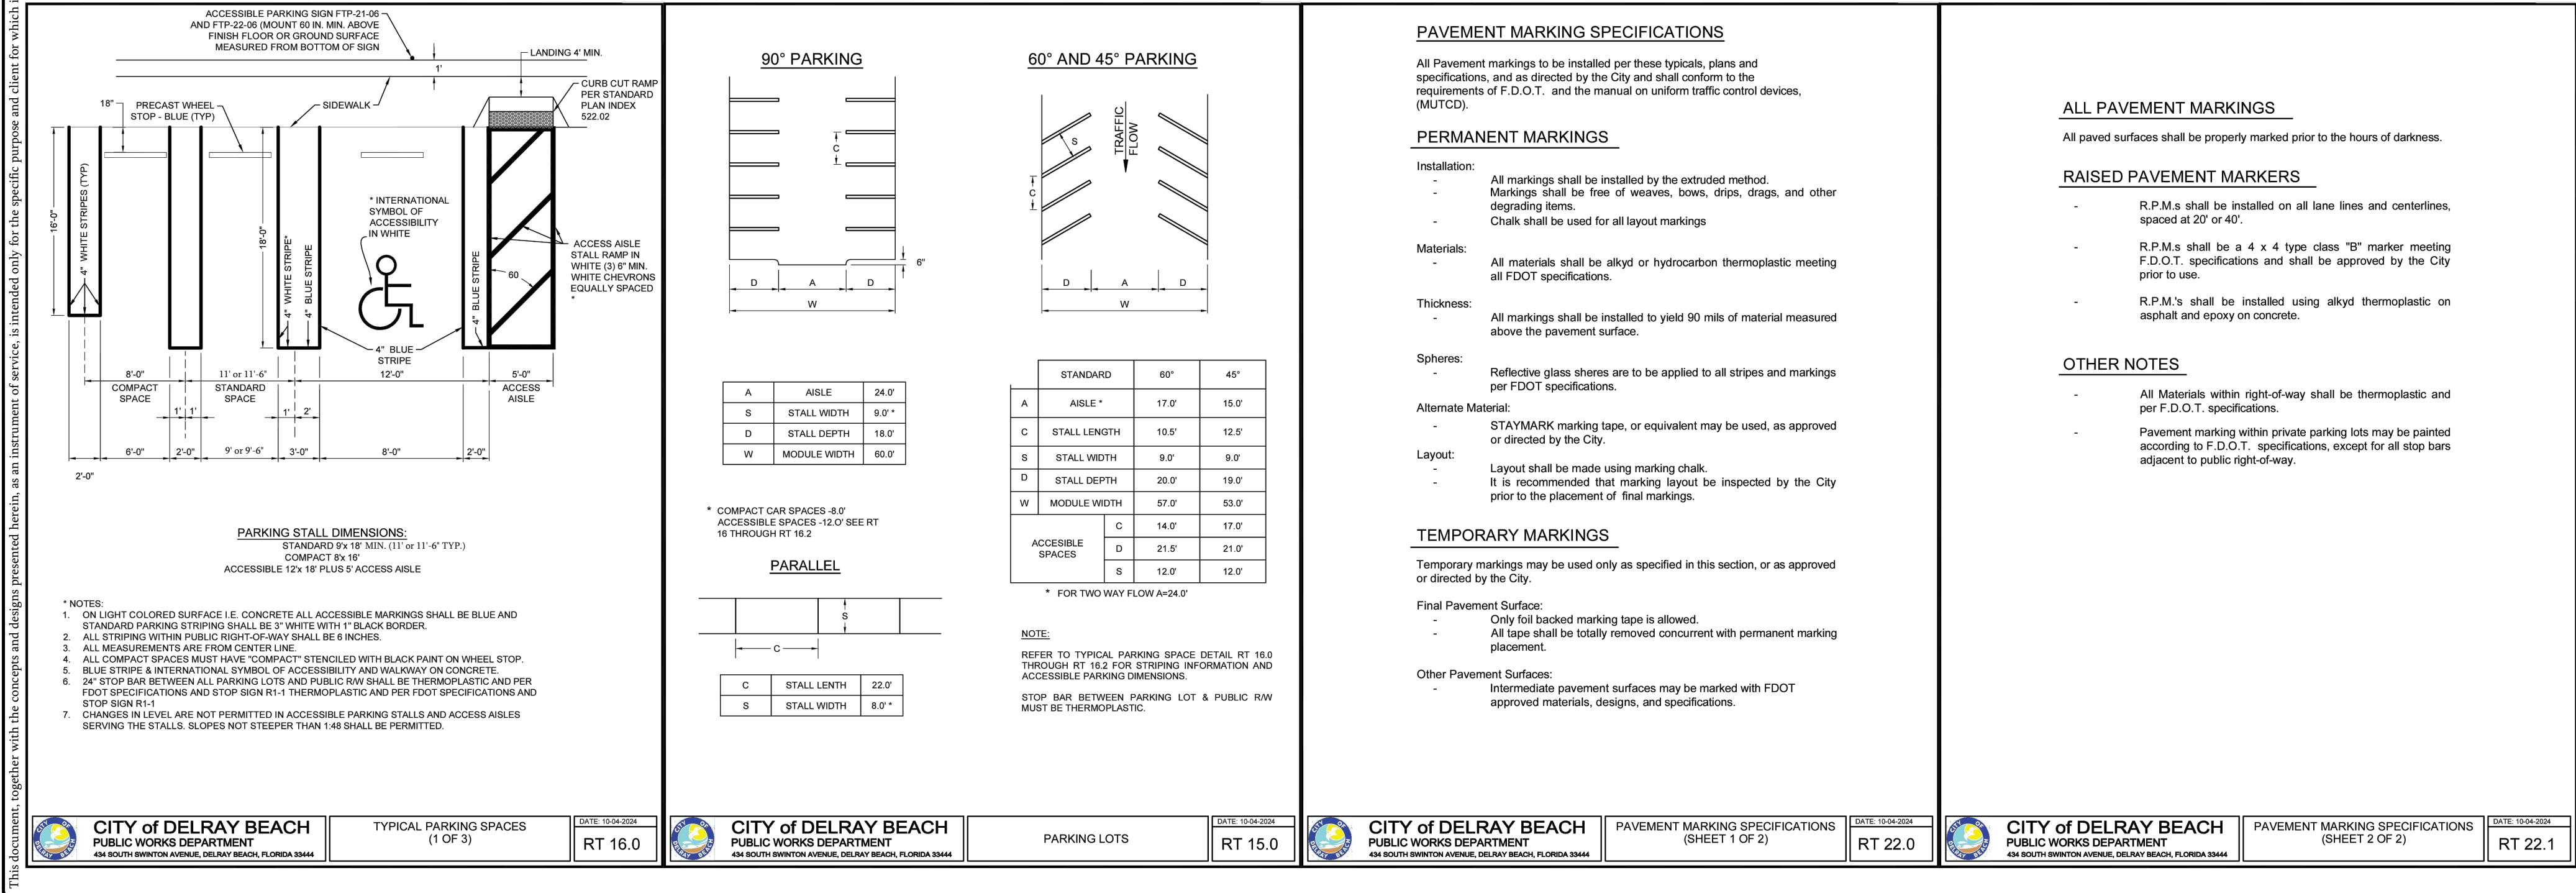 This document, together with the concepts and designs presented herein, as an instrument of service, is intended only for the specific purpose and client for which i
ACCESSIBLE PARKING SIGN FTP-21-06
AND FTP-22-06 (MOUNT 60 IN. MIN. ABOVE
FINISH FLOOR OR GROUND SURFACE
MEASURED FROM BOTTOM OF SIGN
LANDING 4' MIN.
1'
CURB CUT RAMP
PER STANDARD
PLAN INDEX
522.02
18"
PRECAST WHEEL
STOP - BLUE (TYP)
SIDEWALK
16'-0"
4" WHITE STRIPES (TYP)
18'-0"
4" WHITE STRIPE*
4" BLUE STRIPE
* INTERNATIONAL
SYMBOL OF
ACCESSIBILITY
IN WHITE
4" BLUE STRIPE
60
ACCESS AISLE
STALL RAMP IN
WHITE (3) 6" MIN.
WHITE CHEVRONS
EQUALLY SPACED
*
4" BLUE
STRIPE
8'-0"
COMPACT
SPACE
11' or 11'-6"
STANDARD
SPACE
12'-0"
5'-0"
ACCESS
AISLE
1' 1'
1' 2'
6'-0"
2'-0"
9' or 9'-6"
3'-0"
8'-0"
2'-0"
2'-0"
PARKING STALL DIMENSIONS:
STANDARD 9'x 18' MIN. (11' or 11'-6" TYP.)
COMPACT 8'x 16'
ACCESSIBLE 12'x 18' PLUS 5' ACCESS AISLE
* NOTES:
1. ON LIGHT COLORED SURFACE I.E. CONCRETE ALL ACCESSIBLE MARKINGS SHALL BE BLUE AND
STANDARD PARKING STRIPING SHALL BE 3" WHITE WITH 1" BLACK BORDER.
2. ALL STRIPING WITHIN PUBLIC RIGHT-OF-WAY SHALL BE 6 INCHES.
3. ALL MEASUREMENTS ARE FROM CENTER LINE.
4. ALL COMPACT SPACES MUST HAVE "COMPACT" STENCILED WITH BLACK PAINT ON WHEEL STOP.
5. BLUE STRIPE & INTERNATIONAL SYMBOL OF ACCESSIBILITY AND WALKWAY ON CONCRETE.
6. 24" STOP BAR BETWEEN ALL PARKING LOTS AND PUBLIC R/W SHALL BE THERMOPLASTIC AND PER
FDOT SPECIFICATIONS AND STOP SIGN R1-1 THERMOPLASTIC AND PER FDOT SPECIFICATIONS AND
STOP SIGN R1-1
7. CHANGES IN LEVEL ARE NOT PERMITTED IN ACCESSIBLE PARKING STALLS AND ACCESS AISLES
SERVING THE STALLS. SLOPES NOT STEEPER THAN 1:48 SHALL BE PERMITTED.
CITY OF DELRAY BEACH
CITY of DELRAY BEACH
PUBLIC WORKS DEPARTMENT
434 SOUTH SWINTON AVENUE, DELRAY BEACH, FLORIDA 33444
TYPICAL PARKING SPACES
(1 OF 3)
DATE: 10-04-2024
RT 16.0
90° PARKING
C
6"
D A D
W
A AISLE 24.0'
S STALL WIDTH 9.0' *
D STALL DEPTH 18.0'
W MODULE WIDTH 60.0'
* COMPACT CAR SPACES -8.0'
ACCESSIBLE SPACES -12.O' SEE RT
16 THROUGH RT 16.2
PARALLEL
S
C
C STALL LENTH 22.0'
S STALL WIDTH 8.0' *
60° AND 45° PARKING
TRAFFIC
FLOW
S
C
D A D
W
STANDARD 60° 45°
A AISLE * 17.0' 15.0'
C STALL LENGTH 10.5' 12.5'
S STALL WIDTH 9.0' 9.0'
D STALL DEPTH 20.0' 19.0'
W MODULE WIDTH 57.0' 53.0'
ACCESIBLE
SPACES
C 14.0' 17.0'
D 21.5' 21.0'
S 12.0' 12.0'
* FOR TWO WAY FLOW A=24.0'
NOTE:
REFER TO TYPICAL PARKING SPACE DETAIL RT 16.0
THROUGH RT 16.2 FOR STRIPING INFORMATION AND
ACCESSIBLE PARKING DIMENSIONS.
STOP BAR BETWEEN PARKING LOT & PUBLIC R/W
MUST BE THERMOPLASTIC.
CITY OF DELRAY BEACH
CITY of DELRAY BEACH
PUBLIC WORKS DEPARTMENT
434 SOUTH SWINTON AVENUE, DELRAY BEACH, FLORIDA 33444
PARKING LOTS
DATE: 10-04-2024
RT 15.0
PAVEMENT MARKING SPECIFICATIONS
All Pavement markings to be installed per these typicals, plans and
specifications, and as directed by the City and shall conform to the
requirements of F.D.O.T. and the manual on uniform traffic control devices,
(MUTCD).
PERMANENT MARKINGS
Installation:
- All markings shall be installed by the extruded method.
- Markings shall be free of weaves, bows, drips, drags, and other
degrading items.
- Chalk shall be used for all layout markings
Materials:
- All materials shall be alkyd or hydrocarbon thermoplastic meeting
all FDOT specifications.
Thickness:
- All markings shall be installed to yield 90 mils of material measured
above the pavement surface.
Spheres:
- Reflective glass sheres are to be applied to all stripes and markings
per FDOT specifications.
Alternate Material:
- STAYMARK marking tape, or equivalent may be used, as approved
or directed by the City.
Layout:
- Layout shall be made using marking chalk.
- It is recommended that marking layout be inspected by the City
prior to the placement of final markings.
TEMPORARY MARKINGS
Temporary markings may be used only as specified in this section, or as approved
or directed by the City.
Final Pavement Surface:
- Only foil backed marking tape is allowed.
- All tape shall be totally removed concurrent with permanent marking
placement.
Other Pavement Surfaces:
- Intermediate pavement surfaces may be marked with FDOT
approved materials, designs, and specifications.
CITY OF DELRAY BEACH
CITY of DELRAY BEACH
PUBLIC WORKS DEPARTMENT
434 SOUTH SWINTON AVENUE, DELRAY BEACH, FLORIDA 33444
PAVEMENT MARKING SPECIFICATIONS
(SHEET 1 OF 2)
DATE: 10-04-2024
RT 22.0
ALL PAVEMENT MARKINGS
All paved surfaces shall be properly marked prior to the hours of darkness.
RAISED PAVEMENT MARKERS
- R.P.M.s shall be installed on all lane lines and centerlines,
spaced at 20' or 40'.
- R.P.M.s shall be a 4 x 4 type class "B" marker meeting
F.D.O.T. specifications and shall be approved by the City
prior to use.
- R.P.M.'s shall be installed using alkyd thermoplastic on
asphalt and epoxy on concrete.
OTHER NOTES
- All Materials within right-of-way shall be thermoplastic and
per F.D.O.T. specifications.
- Pavement marking within private parking lots may be painted
according to F.D.O.T. specifications, except for all stop bars
adjacent to public right-of-way.
CITY OF DELRAY BEACH
CITY of DELRAY BEACH
PUBLIC WORKS DEPARTMENT
434 SOUTH SWINTON AVENUE, DELRAY BEACH, FLORIDA 33444
PAVEMENT MARKING SPECIFICATIONS
(SHEET 2 OF 2)
DATE: 10-04-2024
RT 22.1